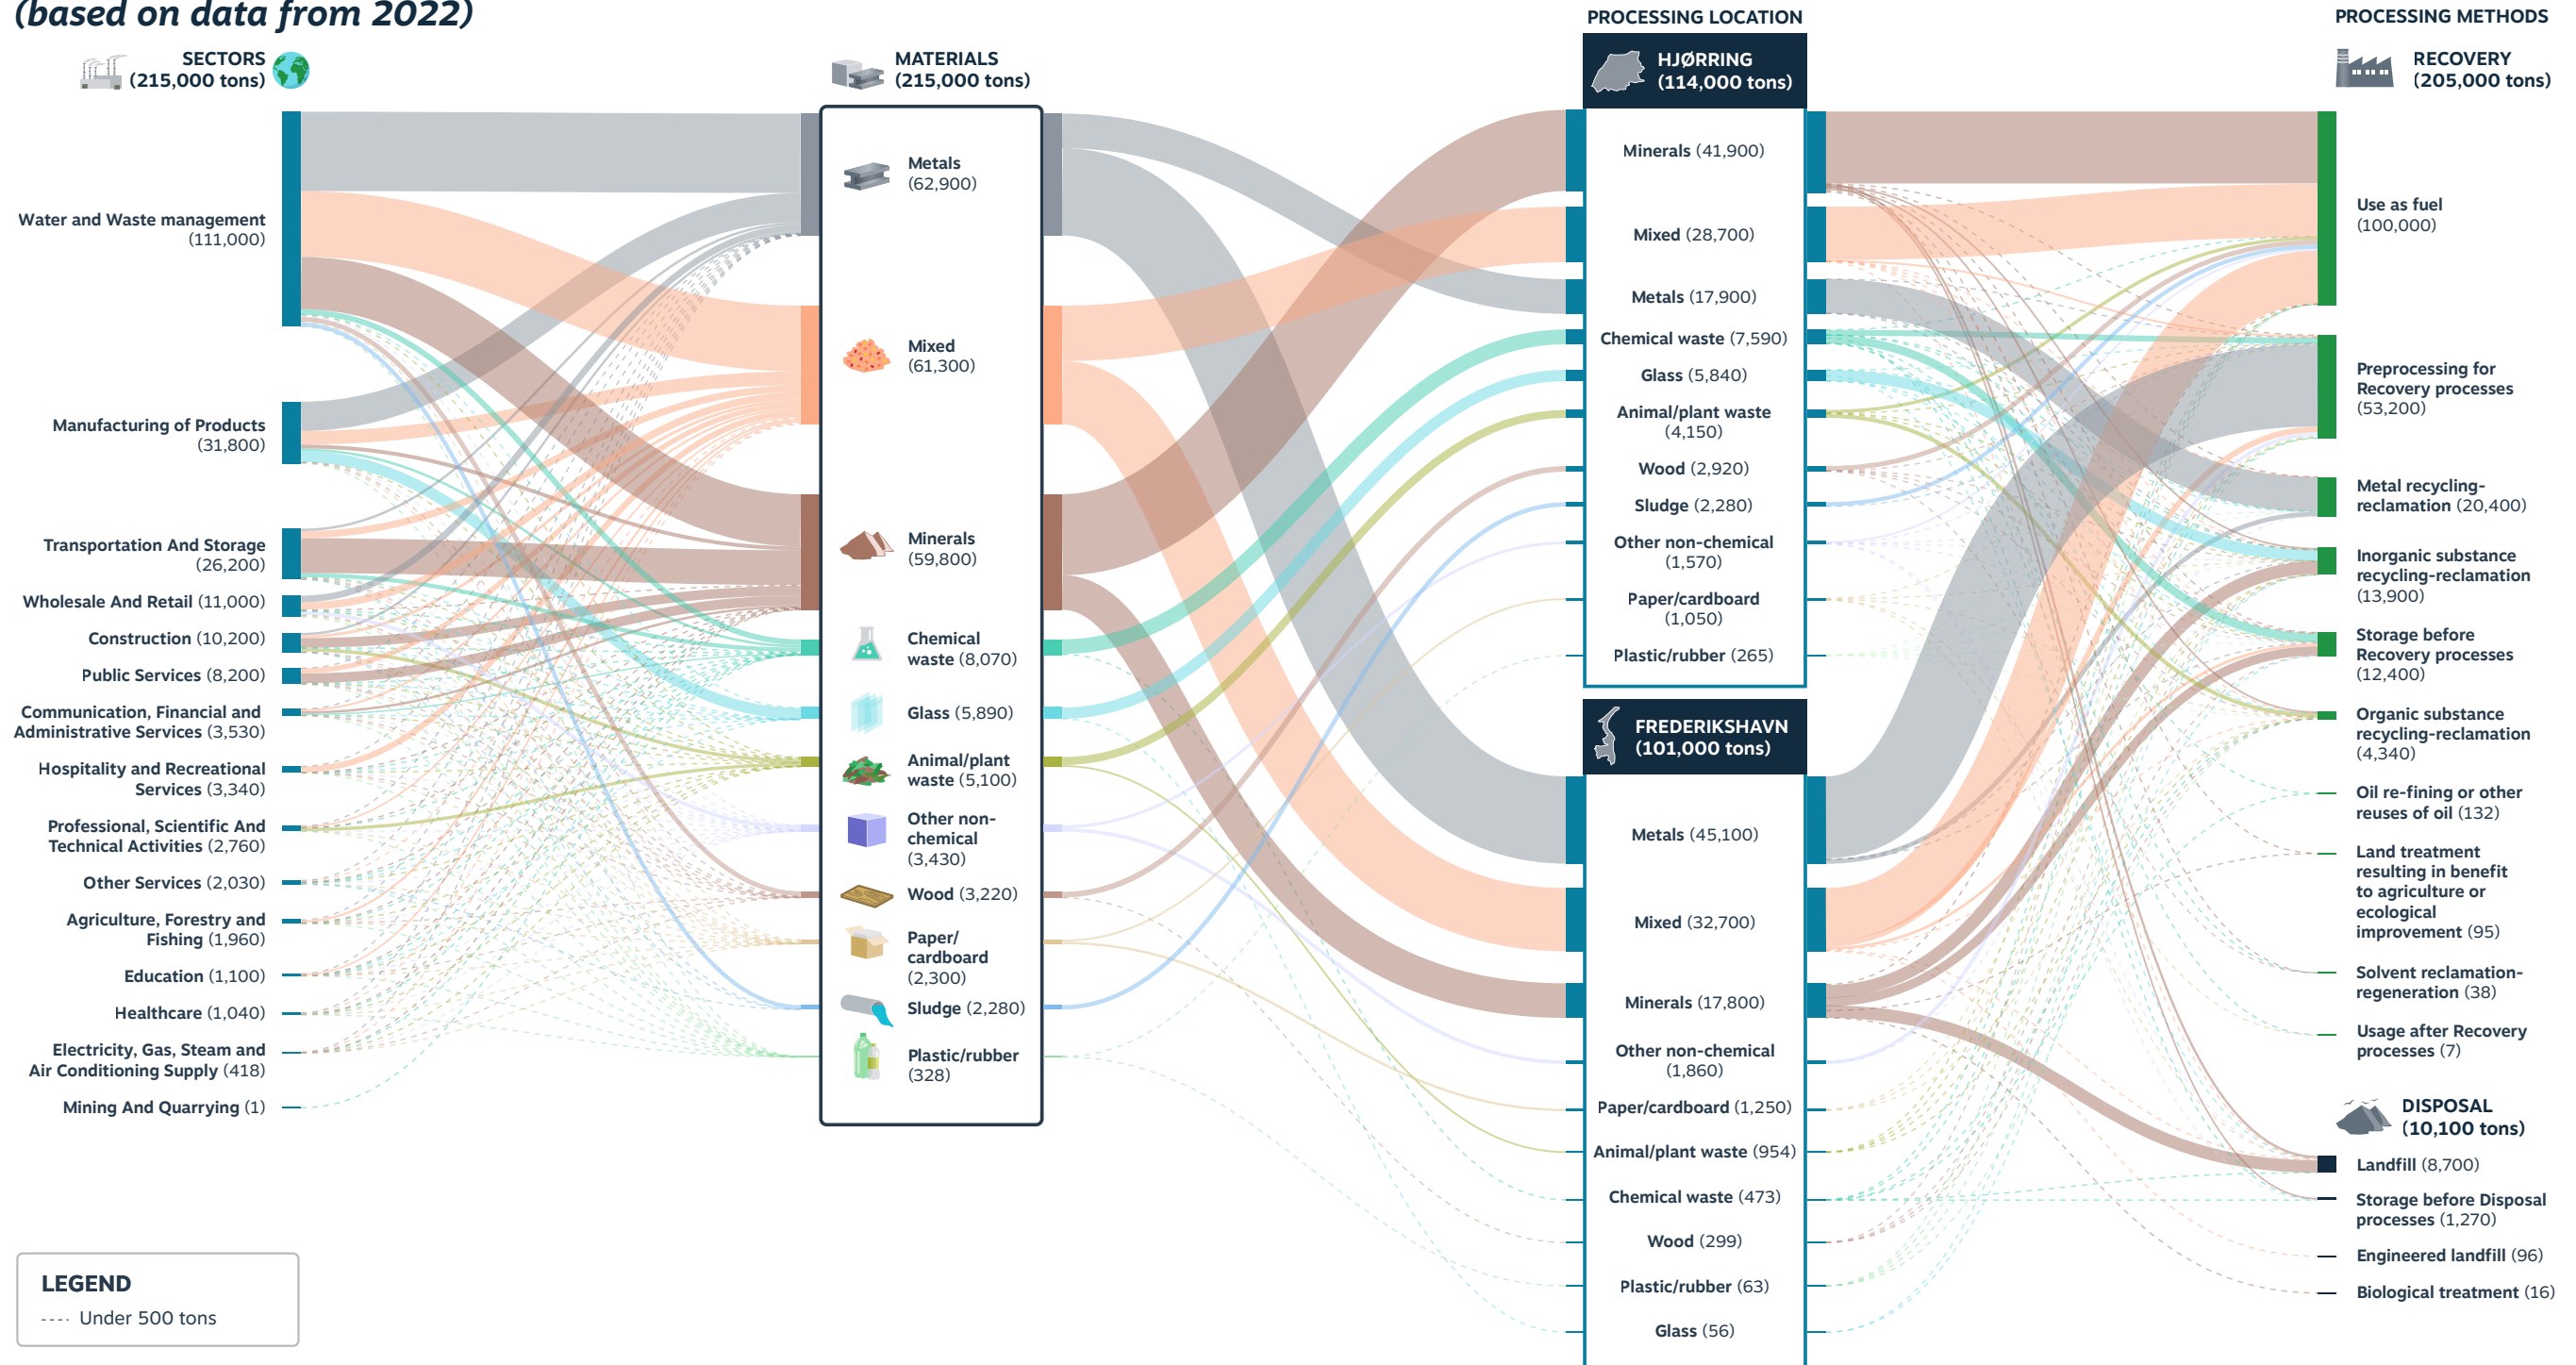 (based on data from 2022)
SECTORS
(215,000 tons)
Water and Waste management
(111,000)
Manufacturing of Products
(31,800)
Transportation And Storage
(26,200)
Wholesale And Retail (11,000)
Construction (10,200)
Public Services (8,200)
Communication, Financial and
Administrative Services (3,530)
Hospitality and Recreational
Services (3,340)
Professional, Scientific And
Technical Activities (2,760)
Other Services (2,030)
Agriculture, Forestry and
Fishing (1,960)
Education (1,100)
Healthcare (1,040)
Electricity, Gas, Steam and
Air Conditioning Supply (418)
Mining And Quarrying (1)
LEGEND
Under 500 tons
MATERIALS
(215,000 tons)
Metals
(62,900)
Mixed
(61,300)
Minerals
(59,800)
Chemical
waste (8,070)
Glass (5,890)
Animal/plant
waste (5,100)
Other non-
chemical
(3,430)
Wood (3,220)
Paper/
cardboard
(2,300)
Sludge (2,280)
Plastic/rubber
(328)
PROCESSING LOCATION
HJØRRING
(114,000 tons)
Minerals (41,900)
Mixed (28,700)
Metals (17,900)
Chemical waste (7,590)
Glass (5,840)
Animal/plant waste
(4,150)
Wood (2,920)
Sludge (2,280)
Other non-chemical
(1,570)
Paper/cardboard
(1,050)
Plastic/rubber (265)
FREDERIKSHAVN
(101,000 tons)
Metals (45,100)
Mixed (32,700)
Minerals (17,800)
Other non-chemical
(1,860)
Paper/cardboard (1,250)
Animal/plant waste (954)
Chemical waste (473)
Wood (299)
Plastic/rubber (63)
Glass (56)
PROCESSING METHODS
RECOVERY
(205,000 tons)
Use as fuel
(100,000)
Preprocessing for
Recovery processes
(53,200)
Metal recycling-
reclamation (20,400)
Inorganic substance
recycling-reclamation
(13,900)
Storage before
Recovery processes
(12,400)
Organic substance
recycling-reclamation
(4,340)
Oil re-fining or other
reuses of oil (132)
Land treatment
resulting in benefit
to agriculture or
ecological
improvement (95)
Solvent reclamation-
regeneration (38)
Usage after Recovery
processes (7)
DISPOSAL
(10,100 tons)
Landfill (8,700)
Storage before Disposal
processes (1,270)
Engineered landfill (96)
Biological treatment (16)